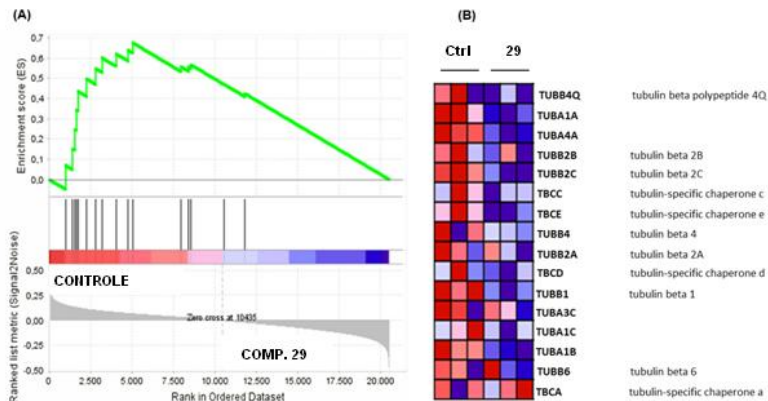 (A)
Enrichment score (ES)
0,7
0,6
0,5
0,4
0,3
0,2
0,1
0,0
CONTROLE
Ranked list metric (Signal2Noise)
0,50
0,25
0,00
-0,25
-0,50
Zero cross at 10435
COMP. 29
0
2.500
5.000
7.500
10.000
12.500
15.000
17.500
20.000
Rank in Ordered Dataset
(B)
Ctrl 29
TUBB4Q tubulin beta polypeptide 4Q
TUBA1A
TUBA4A
TUBB2B tubulin beta 2B
TUBB2C tubulin beta 2C
TBCC tubulin-specific chaperone c
TBCE tubulin-specific chaperone e
TUBB4 tubulin beta 4
TUBB2A tubulin beta 2A
TBCD tubulin-specific chaperone d
TUBB1 tubulin beta 1
TUBA3C
TUBA1C
TUBA1B
TUBB6 tubulin beta 6
TBCA tubulin-specific chaperone a